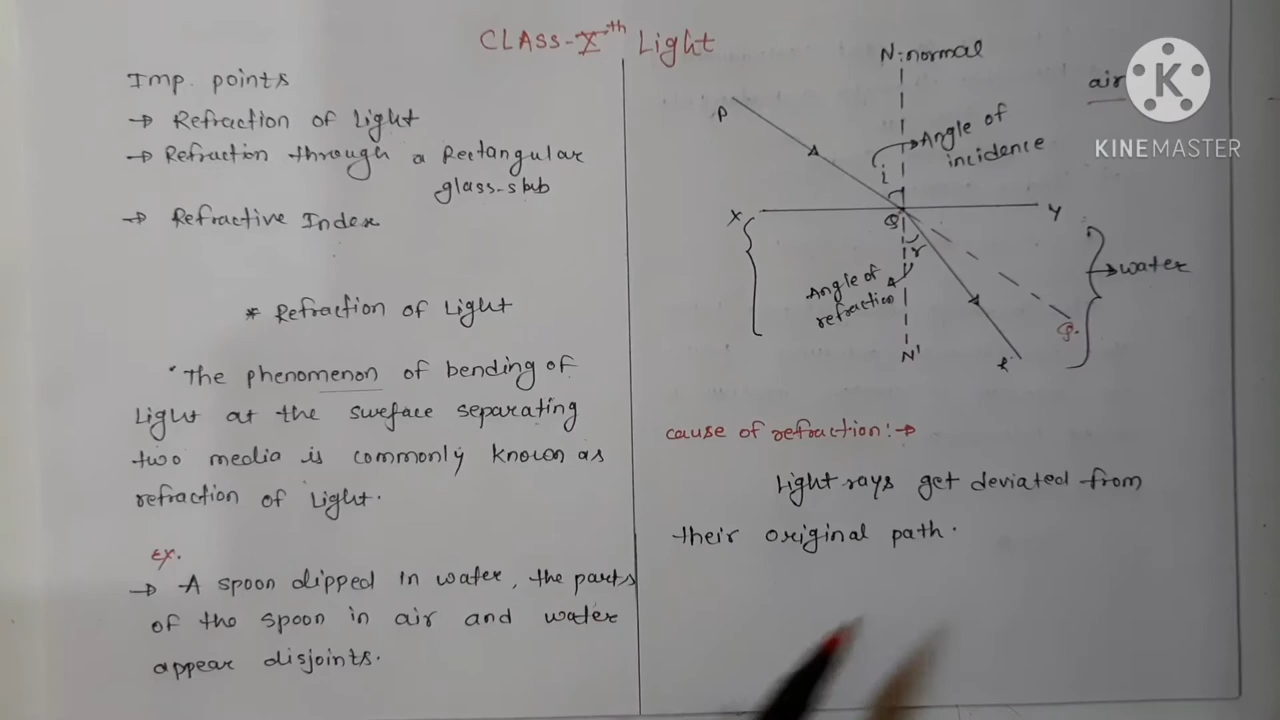 CLASS-Xth Light
Imp. points
→ Refraction of Light
→ Refraction through a Rectangular
glass-slab
→ Refractive Index
* Refraction of Light
The phenomenon of bending of
Light at the sweface separating
two media is commonly known as
refraction of Light.
Ex.
→ A spoon dipped in water, the parts
of the spoon in air and water
appear disjoints.
N:normal
air
P
Angle of
incidence
i
X
Y
Q
r
water
Angle of
refraction
N'
R
cause of refraction:→
Light rays get deviated from
their original path.
K
KINEMASTER